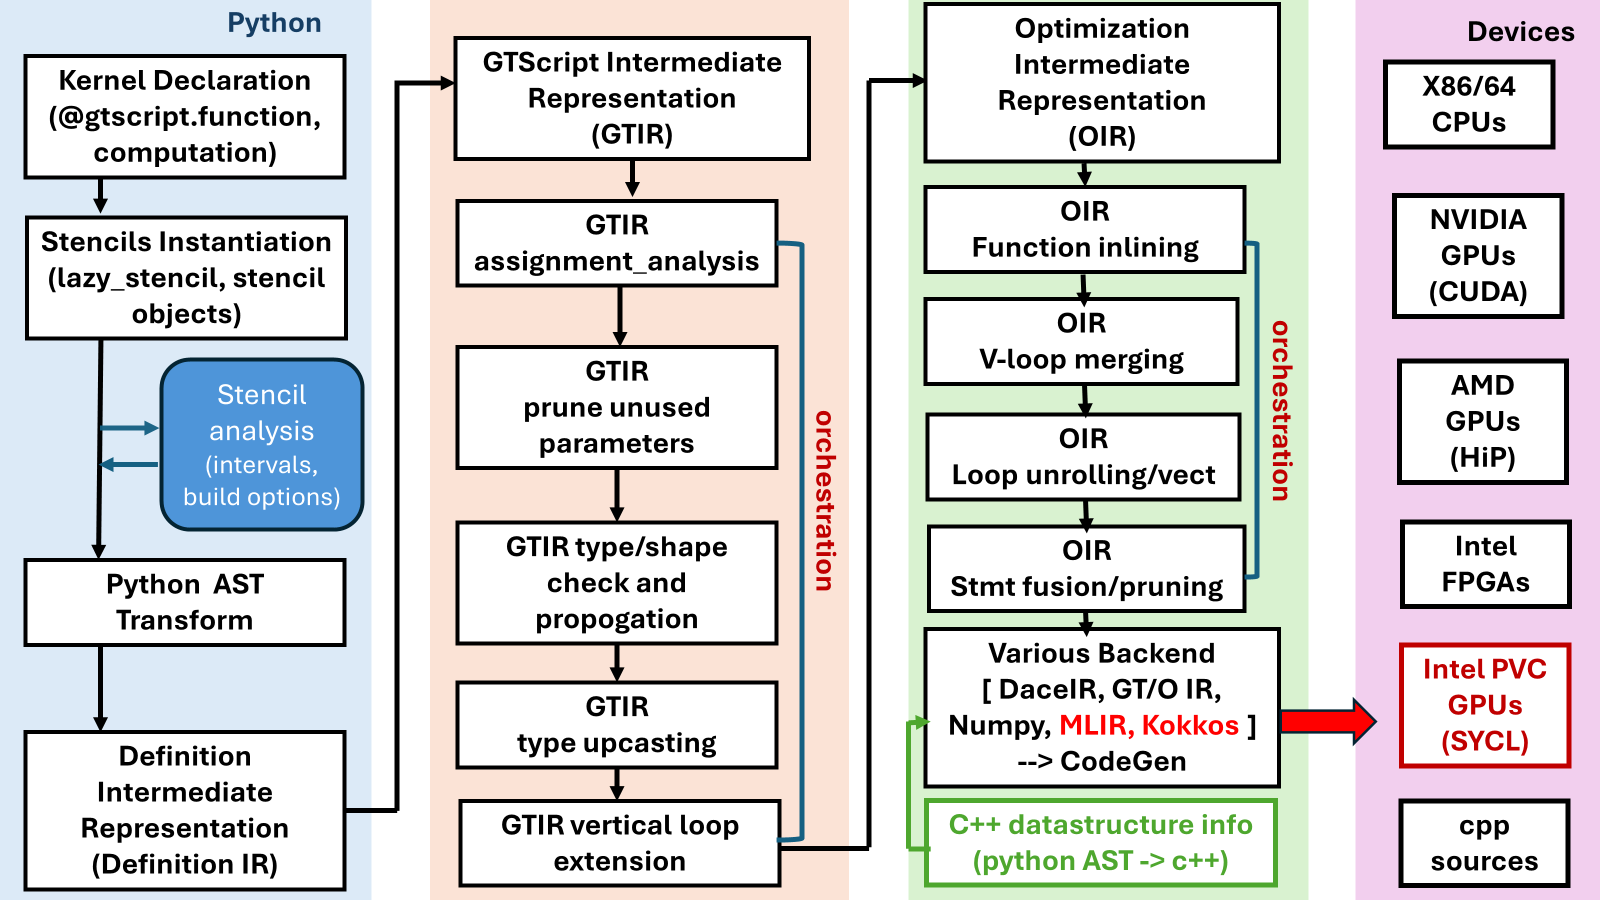 Python
Kernel Declaration
(@gtscript.function,
computation)
Stencils Instantiation
(lazy_stencil, stencil
objects)
Stencil
analysis
(intervals,
build options)
Python AST
Transform
Definition
Intermediate
Representation
(Definition IR)
GTScript Intermediate
Representation
(GTIR)
GTIR
assignment_analysis
GTIR
prune unused
parameters
GTIR type/shape
check and
propogation
GTIR
type upcasting
GTIR vertical loop
extension
orchestration
Optimization
Intermediate
Representation
(OIR)
OIR
Function inlining
OIR
V-loop merging
OIR
Loop unrolling/vect
OIR
Stmt fusion/pruning
orchestration
Various Backend
[ DaceIR, GT/O IR,
Numpy, MLIR, Kokkos ]
--> CodeGen
C++ datastructure info
(python AST -> c++)
Devices
X86/64
CPUs
NVIDIA
GPUs
(CUDA)
AMD
GPUs
(HiP)
Intel
FPGAs
Intel PVC
GPUs
(SYCL)
cpp
sources